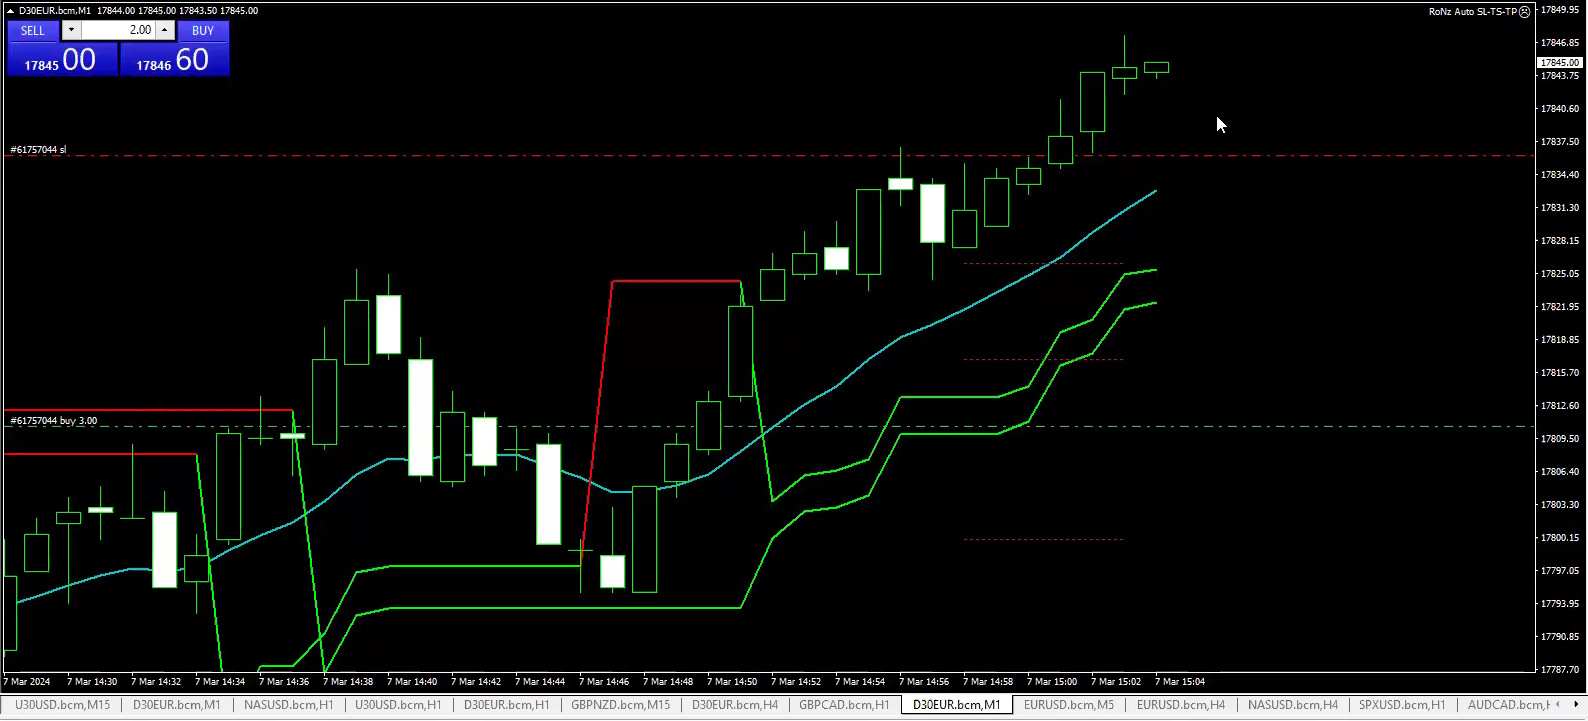 D30EUR.bcm,M1 17844.00 17845.00 17843.50 17845.00
RoNz Auto SL-TS-TP
SELL 2.00 BUY
17845 00 17846 60
#61757044 sl
#61757044 buy 3.00
17849.95
17846.85
17845.00
17843.75
17840.60
17837.50
17834.40
17831.30
17828.15
17825.05
17821.95
17818.85
17815.70
17812.60
17809.50
17806.40
17803.30
17800.15
17797.05
17793.95
17790.85
17787.70
7 Mar 2024 7 Mar 14:30 7 Mar 14:32 7 Mar 14:34 7 Mar 14:36 7 Mar 14:38 7 Mar 14:40 7 Mar 14:42 7 Mar 14:44 7 Mar 14:46 7 Mar 14:48 7 Mar 14:50 7 Mar 14:52 7 Mar 14:54 7 Mar 14:56 7 Mar 14:58 7 Mar 15:00 7 Mar 15:02 7 Mar 15:04
U30USD.bcm,M15 D30EUR.bcm,M1 NASUSD.bcm,H1 U30USD.bcm,H1 D30EUR.bcm,H1 GBPNZD.bcm,M15 D30EUR.bcm,H4 GBPCAD.bcm,H1 D30EUR.bcm,M1 EURUSD.bcm,M5 EURUSD.bcm,H4 NASUSD.bcm,H4 SPXUSD.bcm,H1 AUDCAD.bcm,H